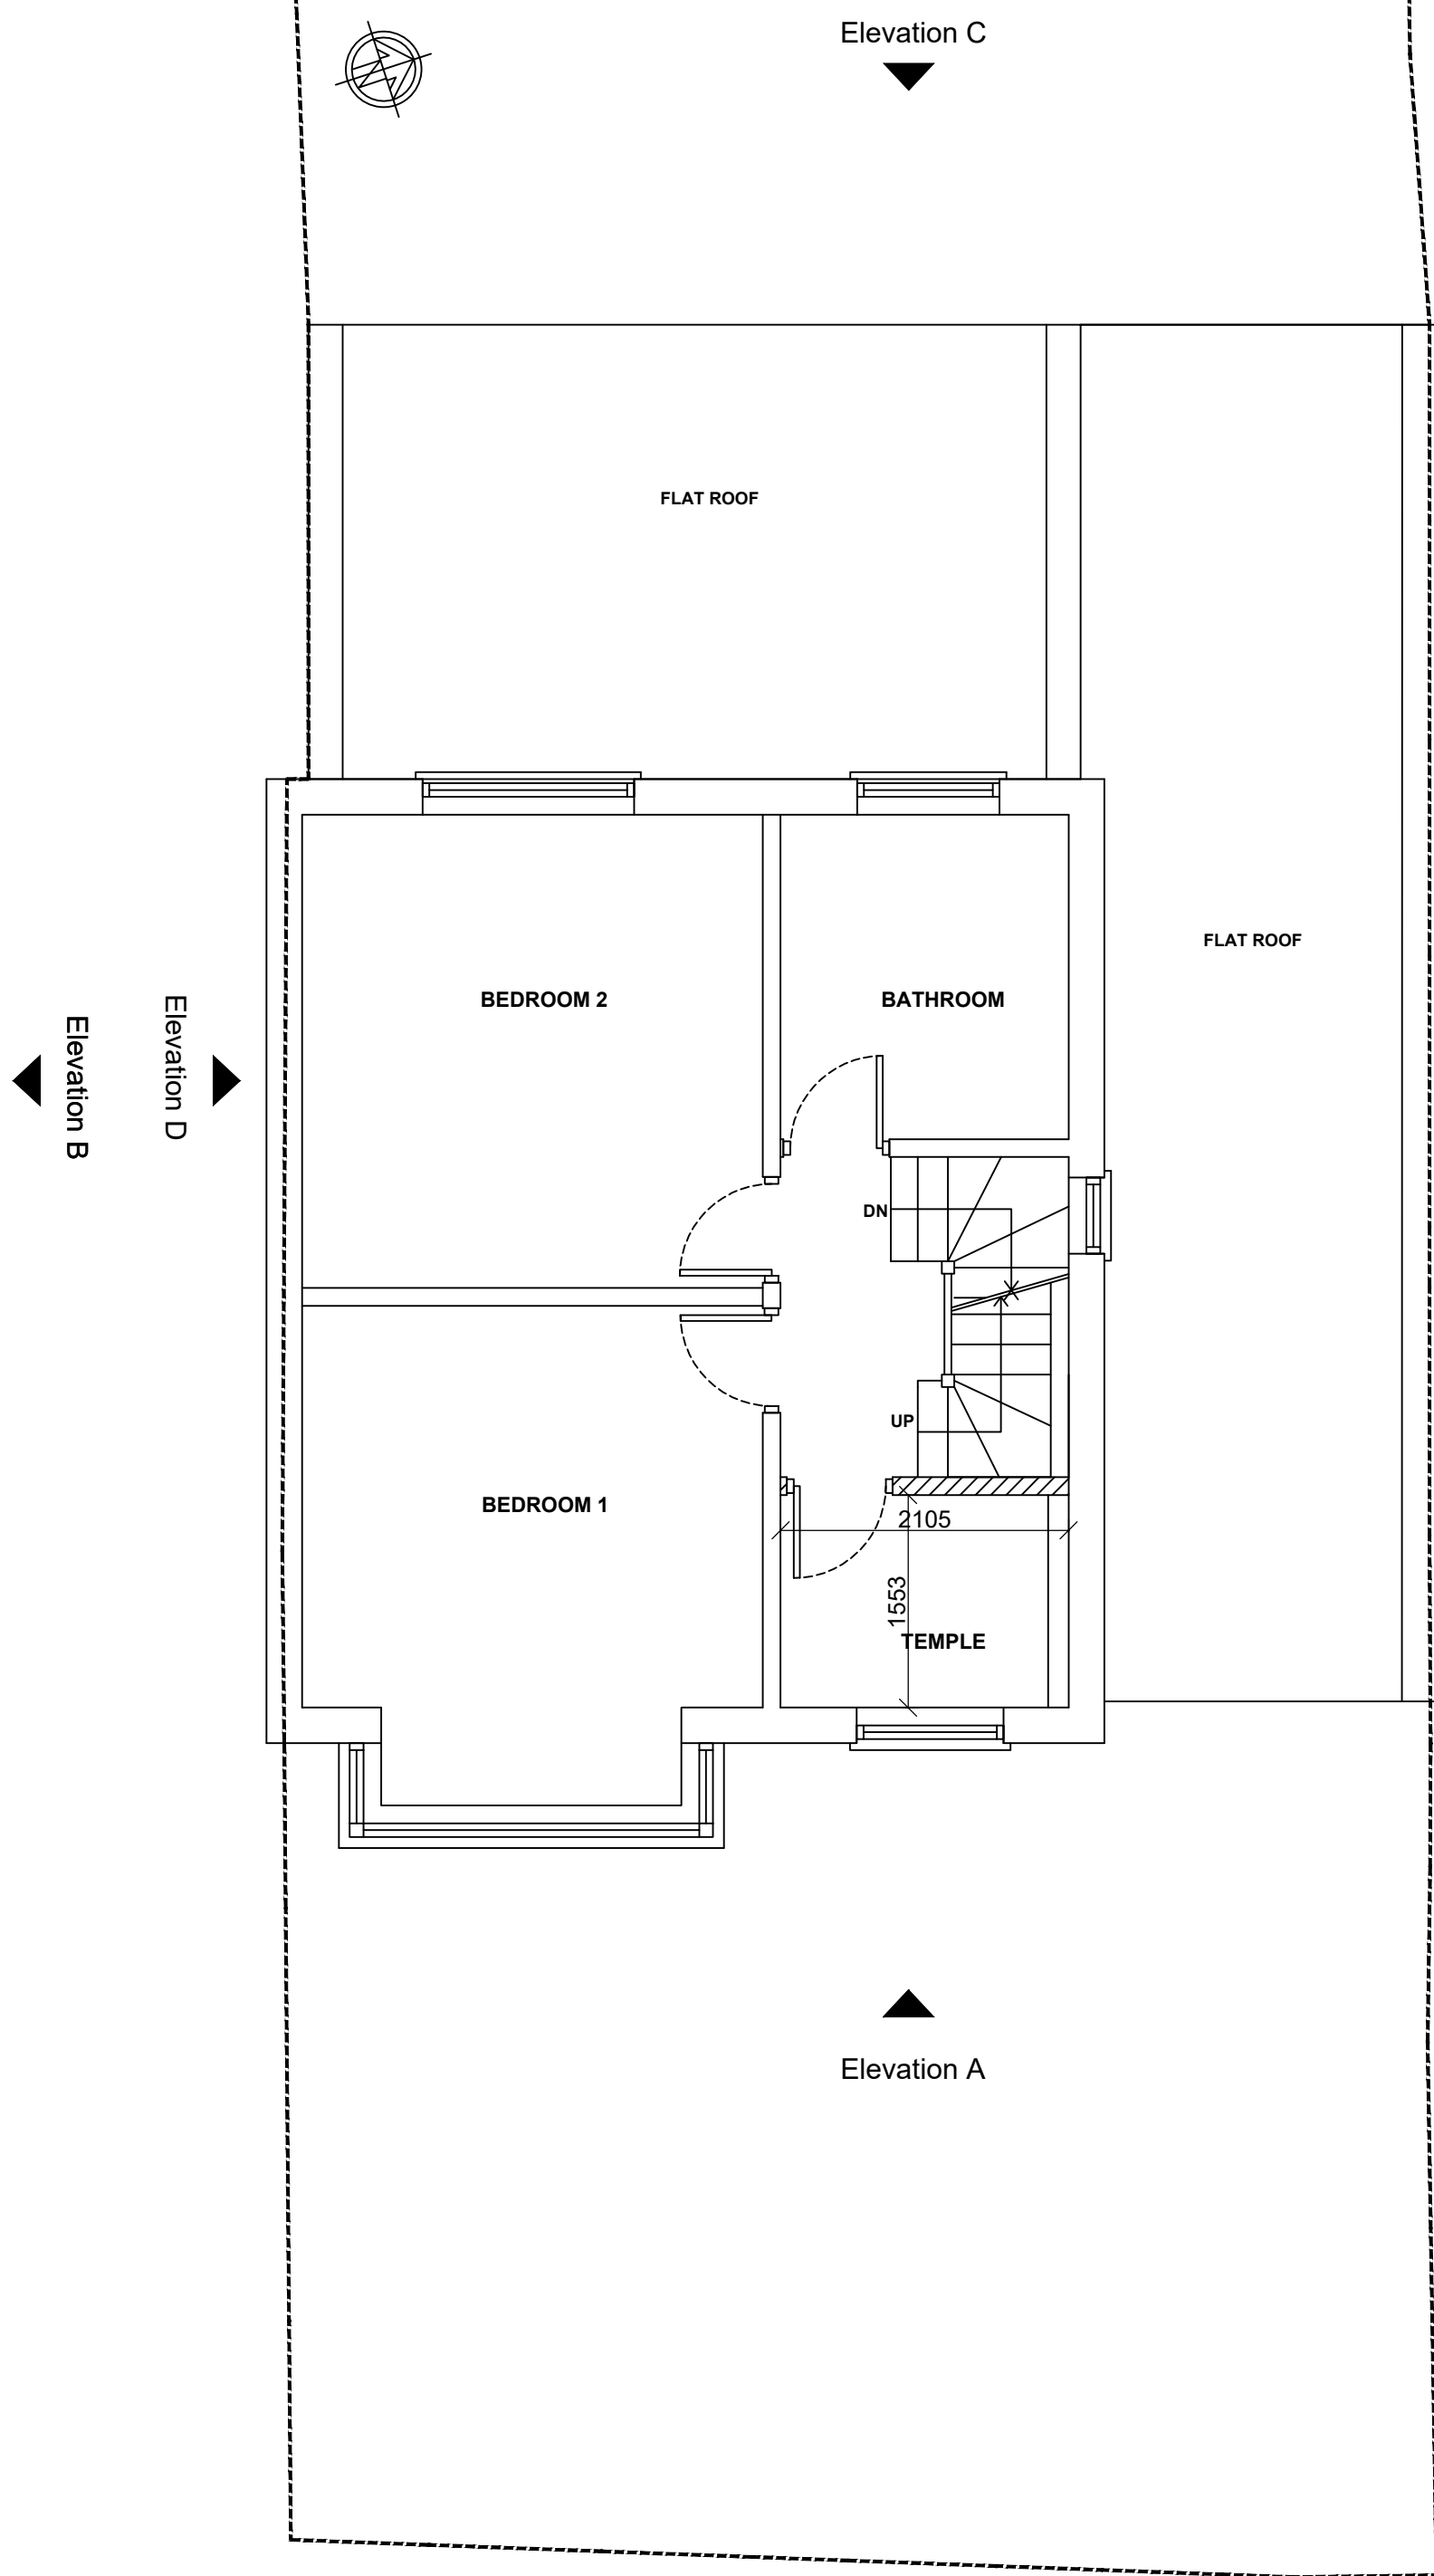 Elevation C
FLAT ROOF
FLAT ROOF
BEDROOM 2
BATHROOM
Elevation B
Elevation D
DN
UP
BEDROOM 1
2105
1553
TEMPLE
Elevation A